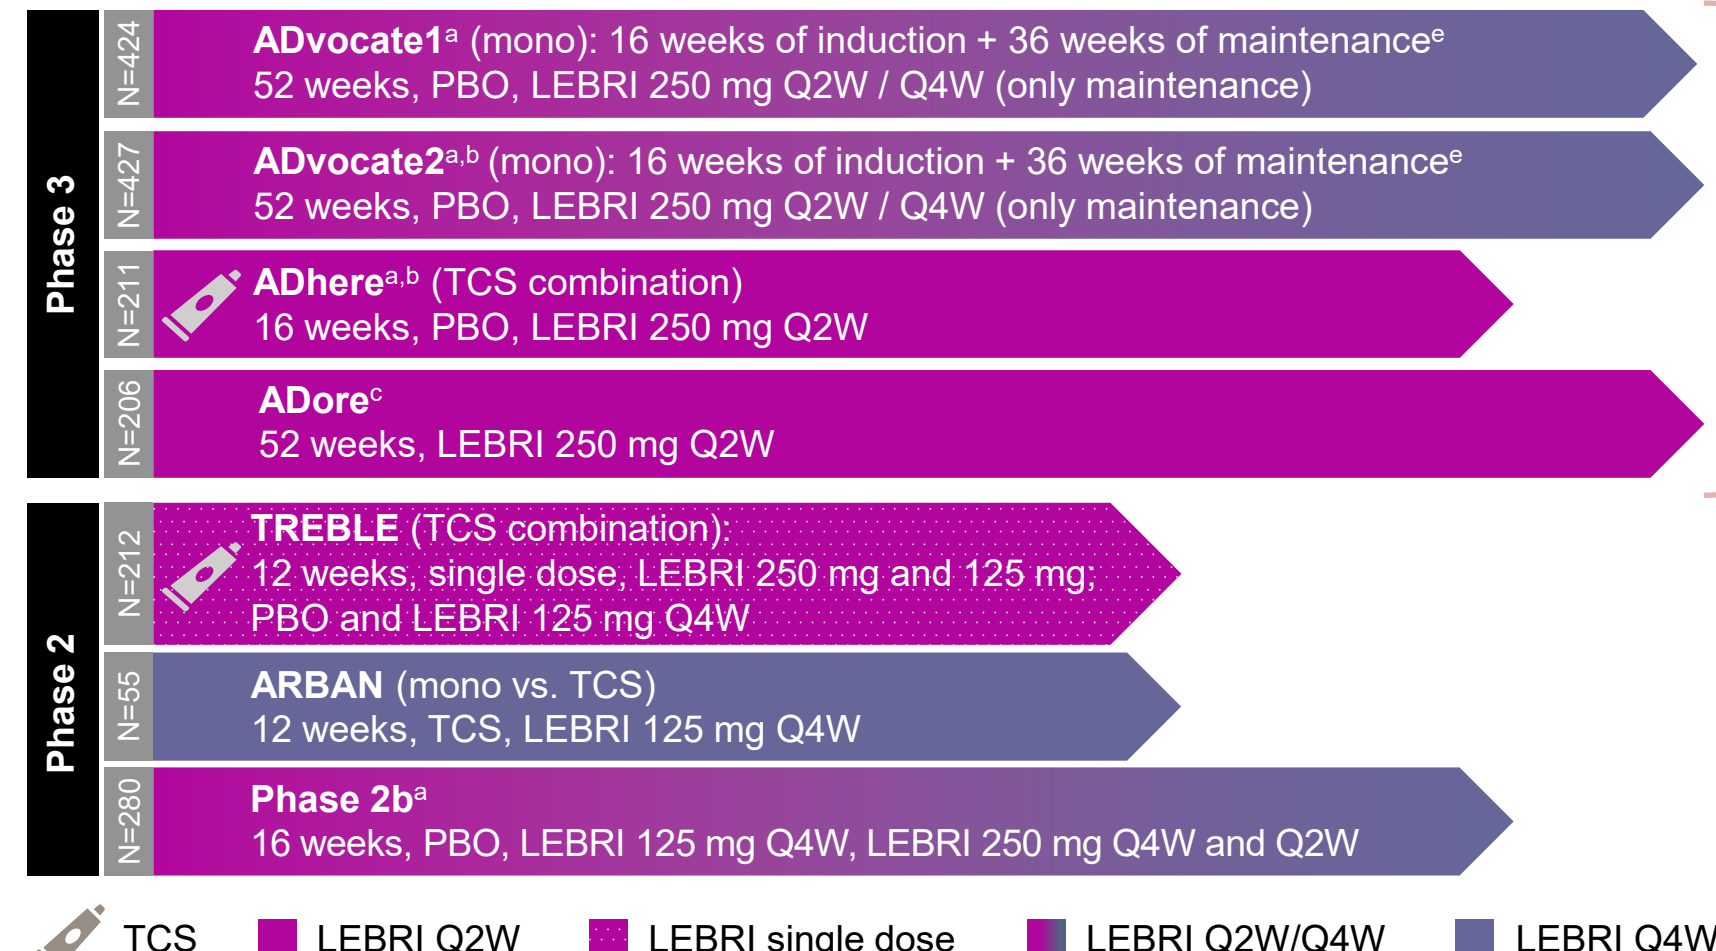 Phase 3
N=424
ADvocate1a (mono): 16 weeks of induction + 36 weeks of maintenancee
52 weeks, PBO, LEBRI 250 mg Q2W / Q4W (only maintenance)
N=427
ADvocate2a,b (mono): 16 weeks of induction + 36 weeks of maintenancee
52 weeks, PBO, LEBRI 250 mg Q2W / Q4W (only maintenance)
N=211
ADherea,b (TCS combination)
16 weeks, PBO, LEBRI 250 mg Q2W
N=206
ADorec
52 weeks, LEBRI 250 mg Q2W
Phase 2
N=212
TREBLE (TCS combination):
12 weeks, single dose, LEBRI 250 mg and 125 mg;
PBO and LEBRI 125 mg Q4W
N=55
ARBAN (mono vs. TCS)
12 weeks, TCS, LEBRI 125 mg Q4W
N=280
Phase 2ba
16 weeks, PBO, LEBRI 125 mg Q4W, LEBRI 250 mg Q4W and Q2W
TCS LEBRI Q2W LEBRI single dose LEBRI Q2W/Q4W LEBRI Q4W